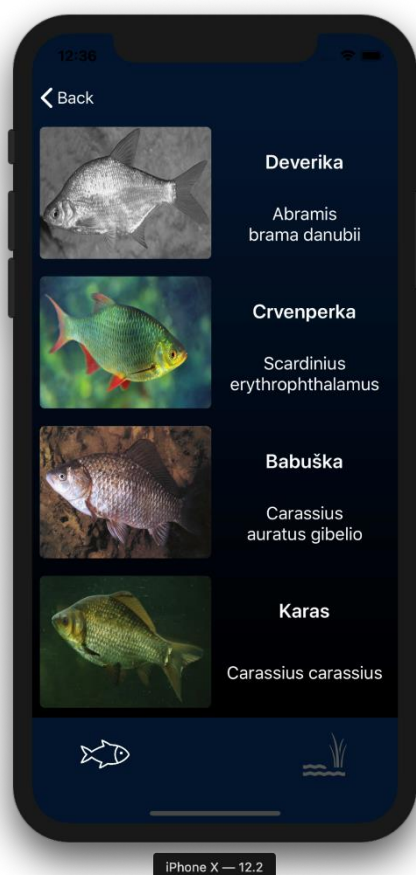 12:36
Back
Deverika
Abramis
brama danubii
Crvenperka
Scardinius
erythrophthalamus
Babuška
Carassius
auratus gibelio
Karas
Carassius carassius
iPhone X — 12.2